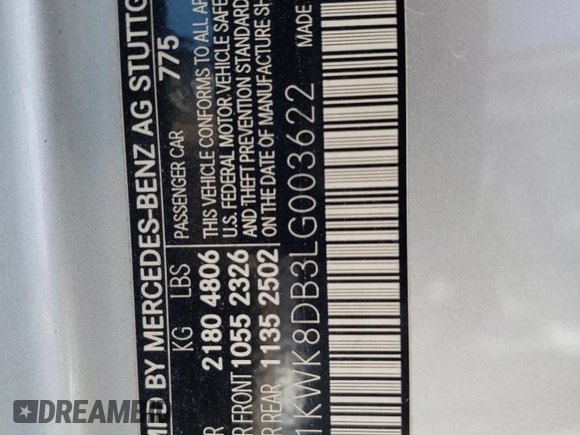 MFD BY MERCEDES-BENZ AG STUTTG
775
KG LBS PASSENGER CAR
2180 4806 THIS VEHICLE CONFORMS TO ALL AP
FRONT 1055 2326 U.S. FEDERAL MOTOR VEHICLE SAFE
REAR 1135 2502 AND THEFT PREVENTION STANDARD
ON THE DATE OF MANUFACTURE SH
MADE
1KWK8DB3LG003622
DREAMER